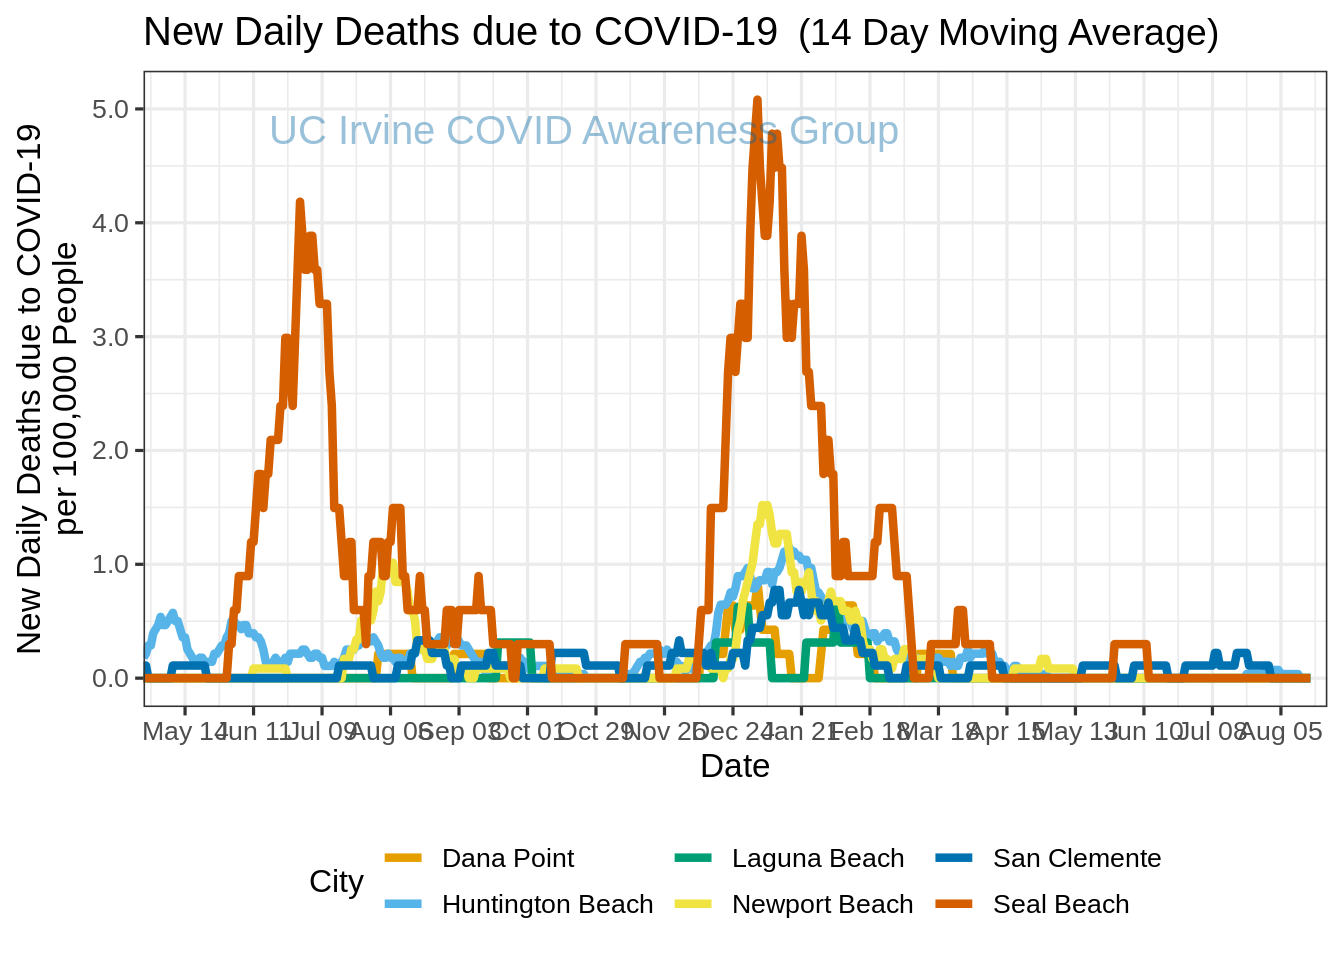 New Daily Deaths due to COVID-19 (14 Day Moving Average)
UC Irvine COVID Awareness Group
New Daily Deaths due to COVID-19
per 100,000 People
5.0
4.0
3.0
2.0
1.0
0.0
May 14 Jun 11 Jul 09 Aug 06 Sep 03 Oct 01 Oct 29 Nov 26 Dec 24 Jan 21 Feb 18 Mar 18 Apr 15 May 13 Jun 10 Jul 08 Aug 05
Date
City
Dana Point Laguna Beach San Clemente
Huntington Beach Newport Beach Seal Beach